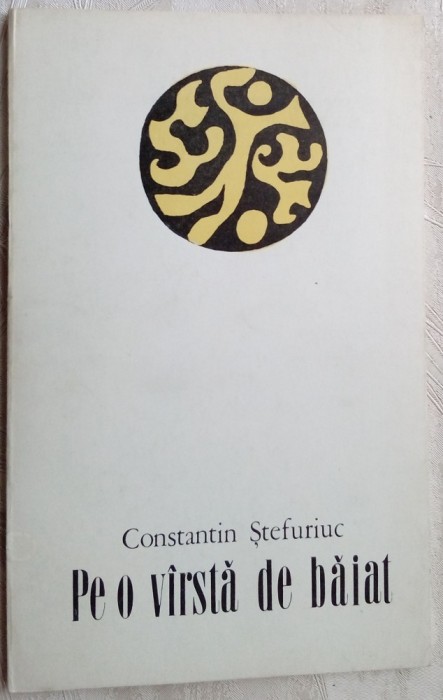 Constantin Ștefuriuc
Pe o vîrstă de băiat